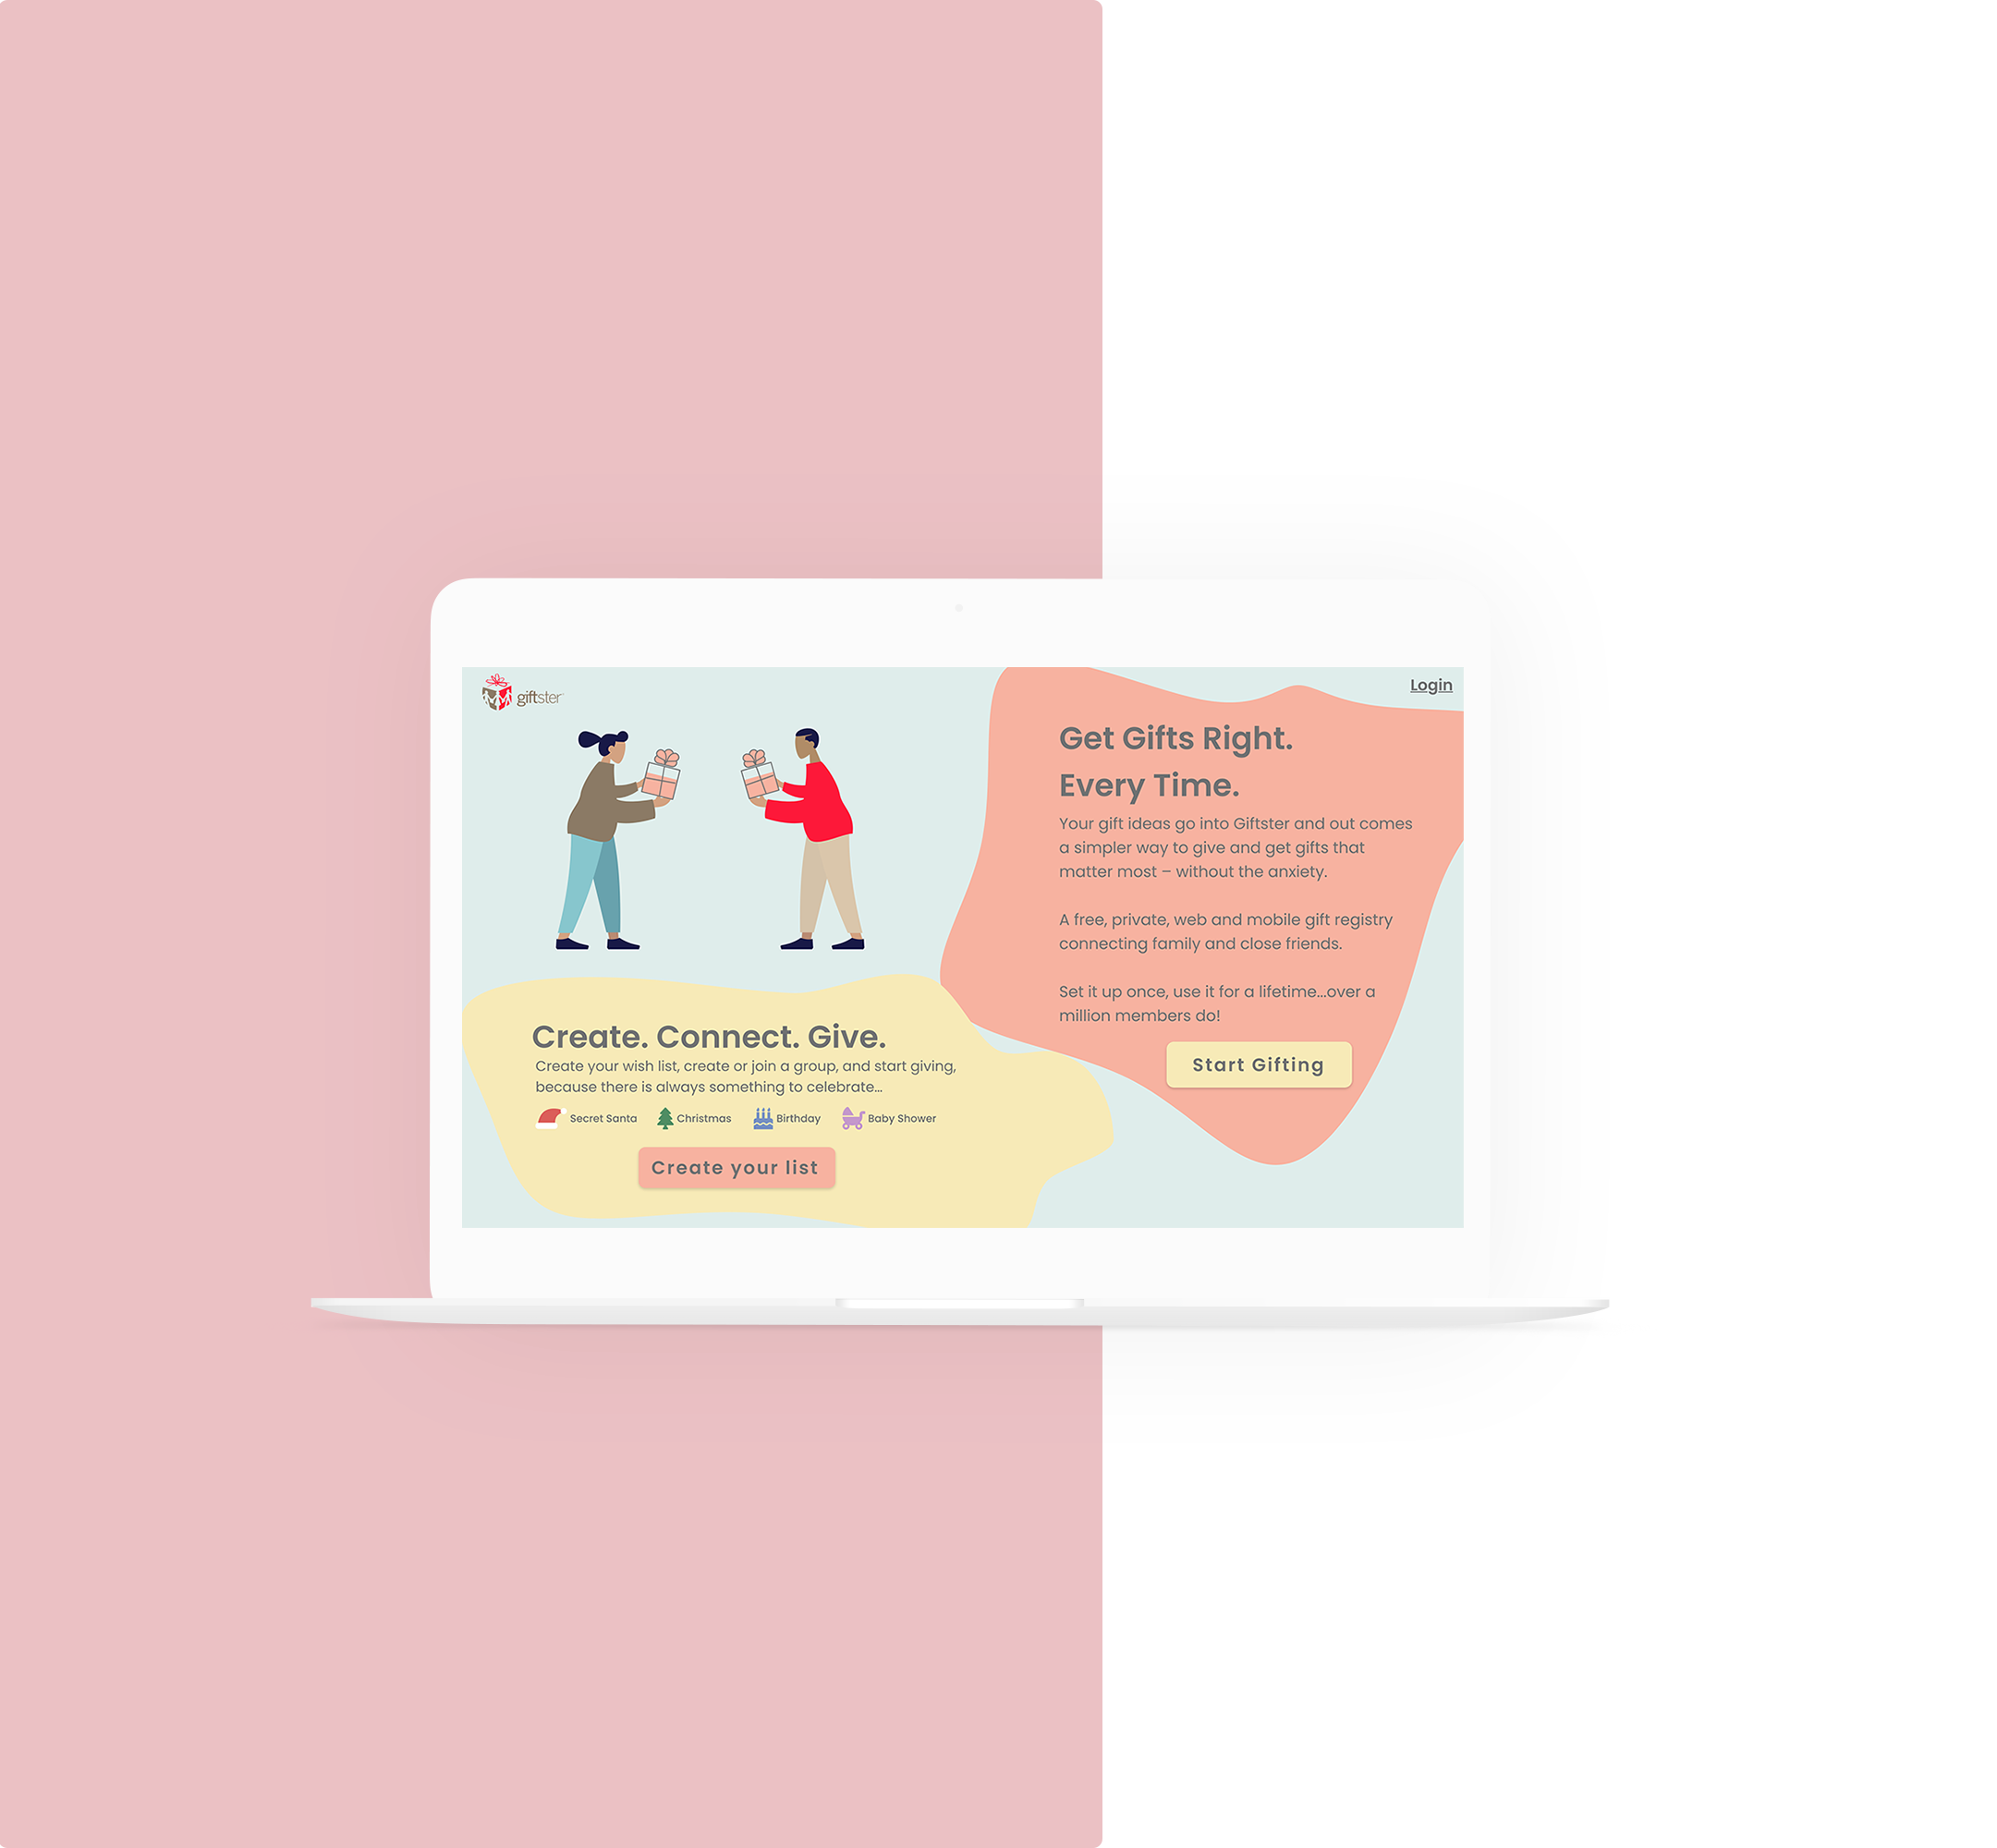 giftster
Login
Get Gifts Right.
Every Time.
Your gift ideas go into Giftster and out comes
a simpler way to give and get gifts that
matter most – without the anxiety.
A free, private, web and mobile gift registry
connecting family and close friends.
Set it up once, use it for a lifetime...over a
million members do!
Start Gifting
Create. Connect. Give.
Create your wish list, create or join a group, and start giving,
because there is always something to celebrate...
Secret Santa Christmas Birthday Baby Shower
Create your list